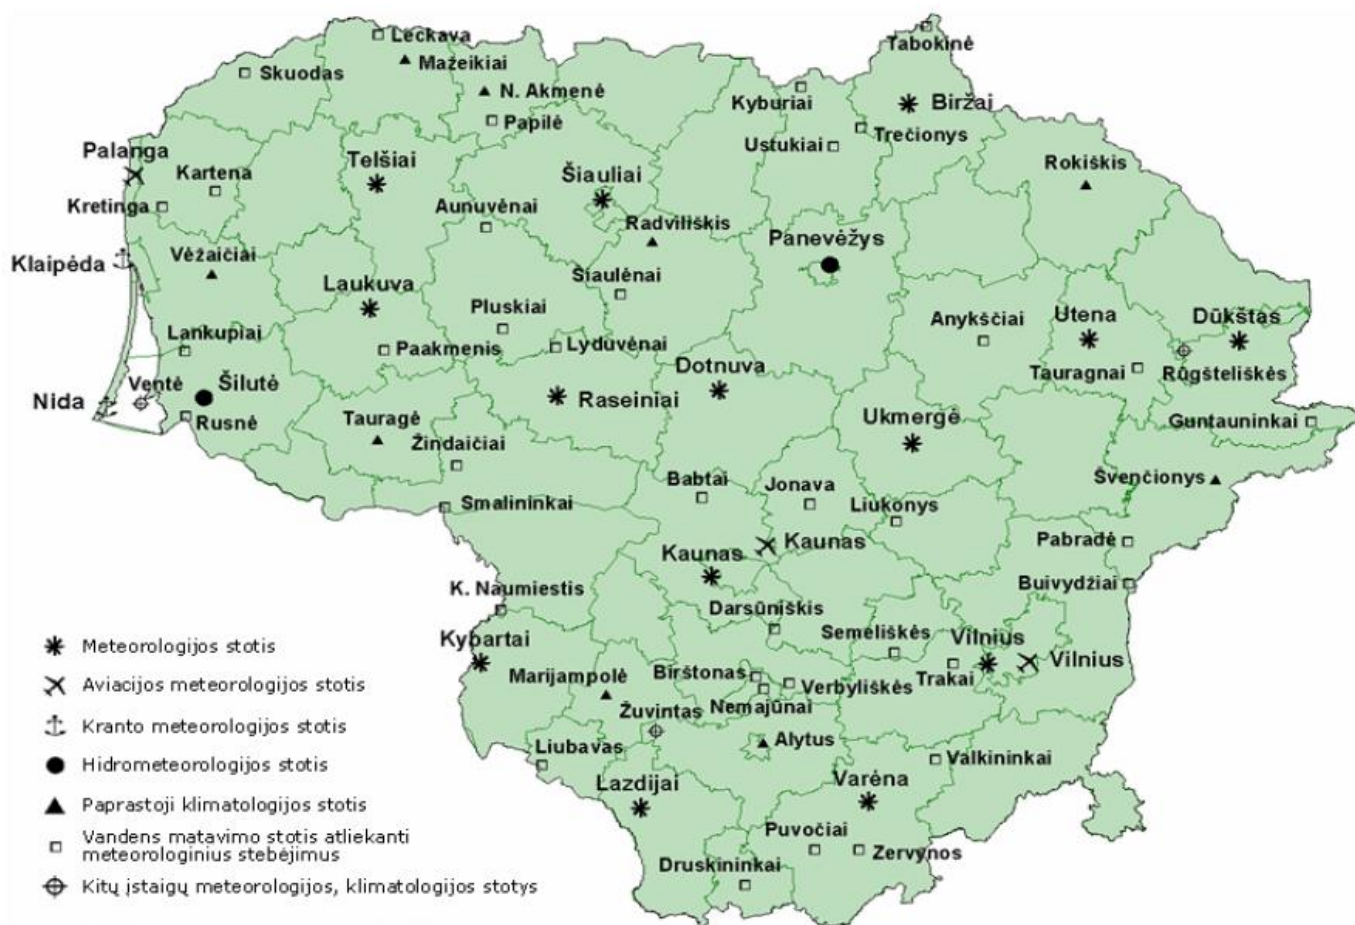 Leckava
Tabokinė
Mažeikiai
Skuodas
N. Akmenė
Kyburiai
Biržai
Papilė
Trečionys
Ustukiai
Palanga
Telšiai
Kartena
Šiauliai
Rokiškis
Kretinga
Aunuvėnai
Radviliškis
Panevėžys
Klaipėda
Vėžaičiai
Laukuva
Šiaulėnai
Pluskiai
Anykščiai
Utena
Dūkštas
Lankupiai
Paakmenis
Lyduvėnai
Dotnuva
Tauragnai
Rūgšteliškės
Ventė
Šilutė
Nida
Raseiniai
Rusnė
Tauragė
Ukmergė
Guntauninkai
Žindaičiai
Babtai
Jonava
Švenčionys
Smalininkai
Liukonys
Kaunas
Kaunas
Pabradė
K. Naumiestis
Buivydžiai
Darsūniškis
Kybartai
Semeliškės
Vilnius
Vilnius
Marijampolė
Birštonas
Verbyliškės
Trakai
Žuvintas
Nemajūnai
Liubavas
Alytus
Valkininkai
Lazdijai
Varėna
Puvočiai
Zervynos
Druskininkai
Meteorologijos stotis
Aviacijos meteorologijos stotis
Kranto meteorologijos stotis
Hidrometeorologijos stotis
Paprastoji klimatologijos stotis
Vandens matavimo stotis atliekanti
meteorologinius stebėjimus
Kitų įstaigų meteorologijos, klimatologijos stotys